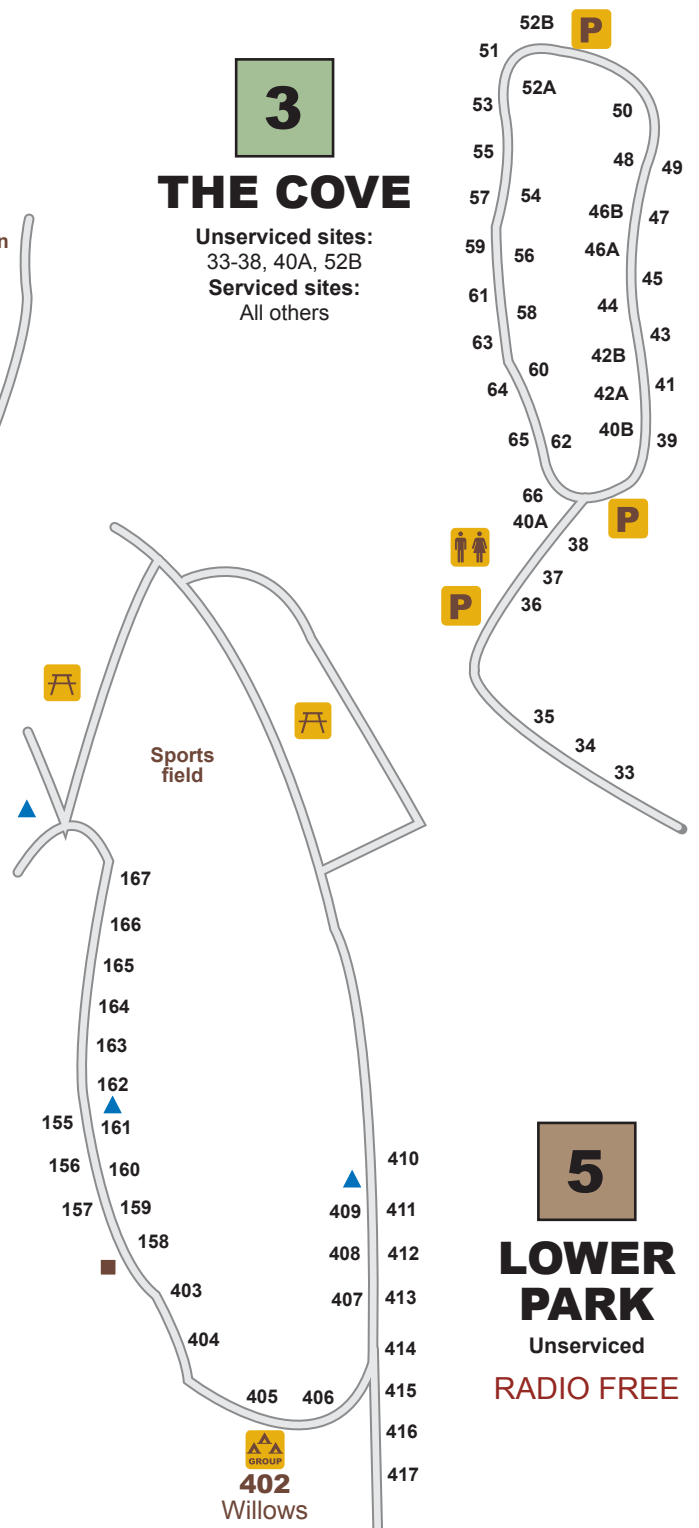 3
THE COVE
Unserviced sites:
33-38, 40A, 52B
Serviced sites:
All others
n
52B
P
51
52A
53
50
55
48
49
57
54
46B
47
59
56
46A
45
61
58
44
43
63
60
42B
64
42A
41
65
62
40B
39
66
40A
P
38
37
P
36
35
34
33
Sports
field
167
166
165
164
163
162
155
161
156
160
157
159
158
403
404
405
406
GROUP
402
Willows
410
409
411
408
412
407
413
414
415
416
417
5
LOWER
PARK
Unserviced
RADIO FREE